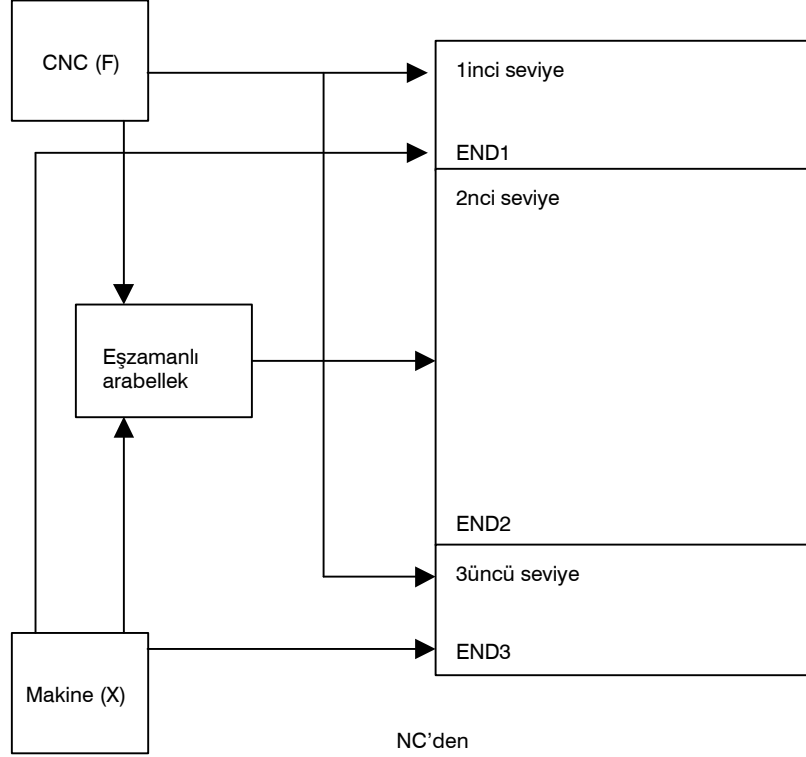 CNC (F)
1inci seviye
END1
2nci seviye
Eşzamanlı
arabellek
END2
3üncü seviye
END3
Makine (X)
NC’den